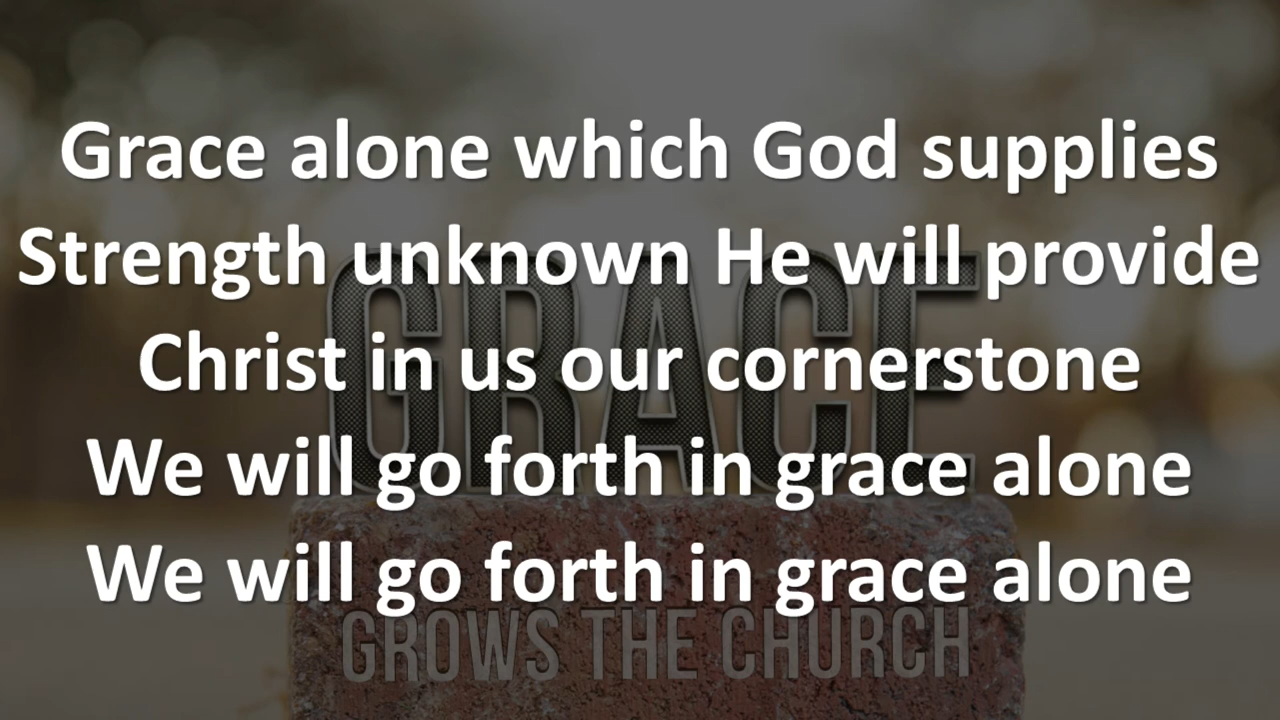 Grace alone which God supplies
Strength unknown He will provide
Christ in us our cornerstone
We will go forth in grace alone
We will go forth in grace alone
GRACE
GROWS THE CHURCH